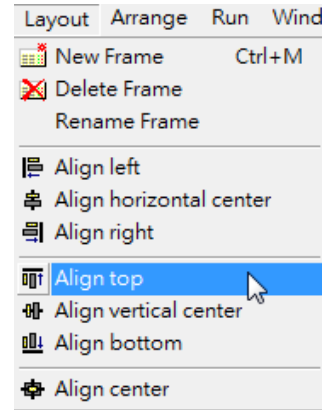 Layout Arrange Run Wind
New Frame Ctrl+M
Delete Frame
Rename Frame
Align left
Align horizontal center
Align right
Align top
Align vertical center
Align bottom
Align center